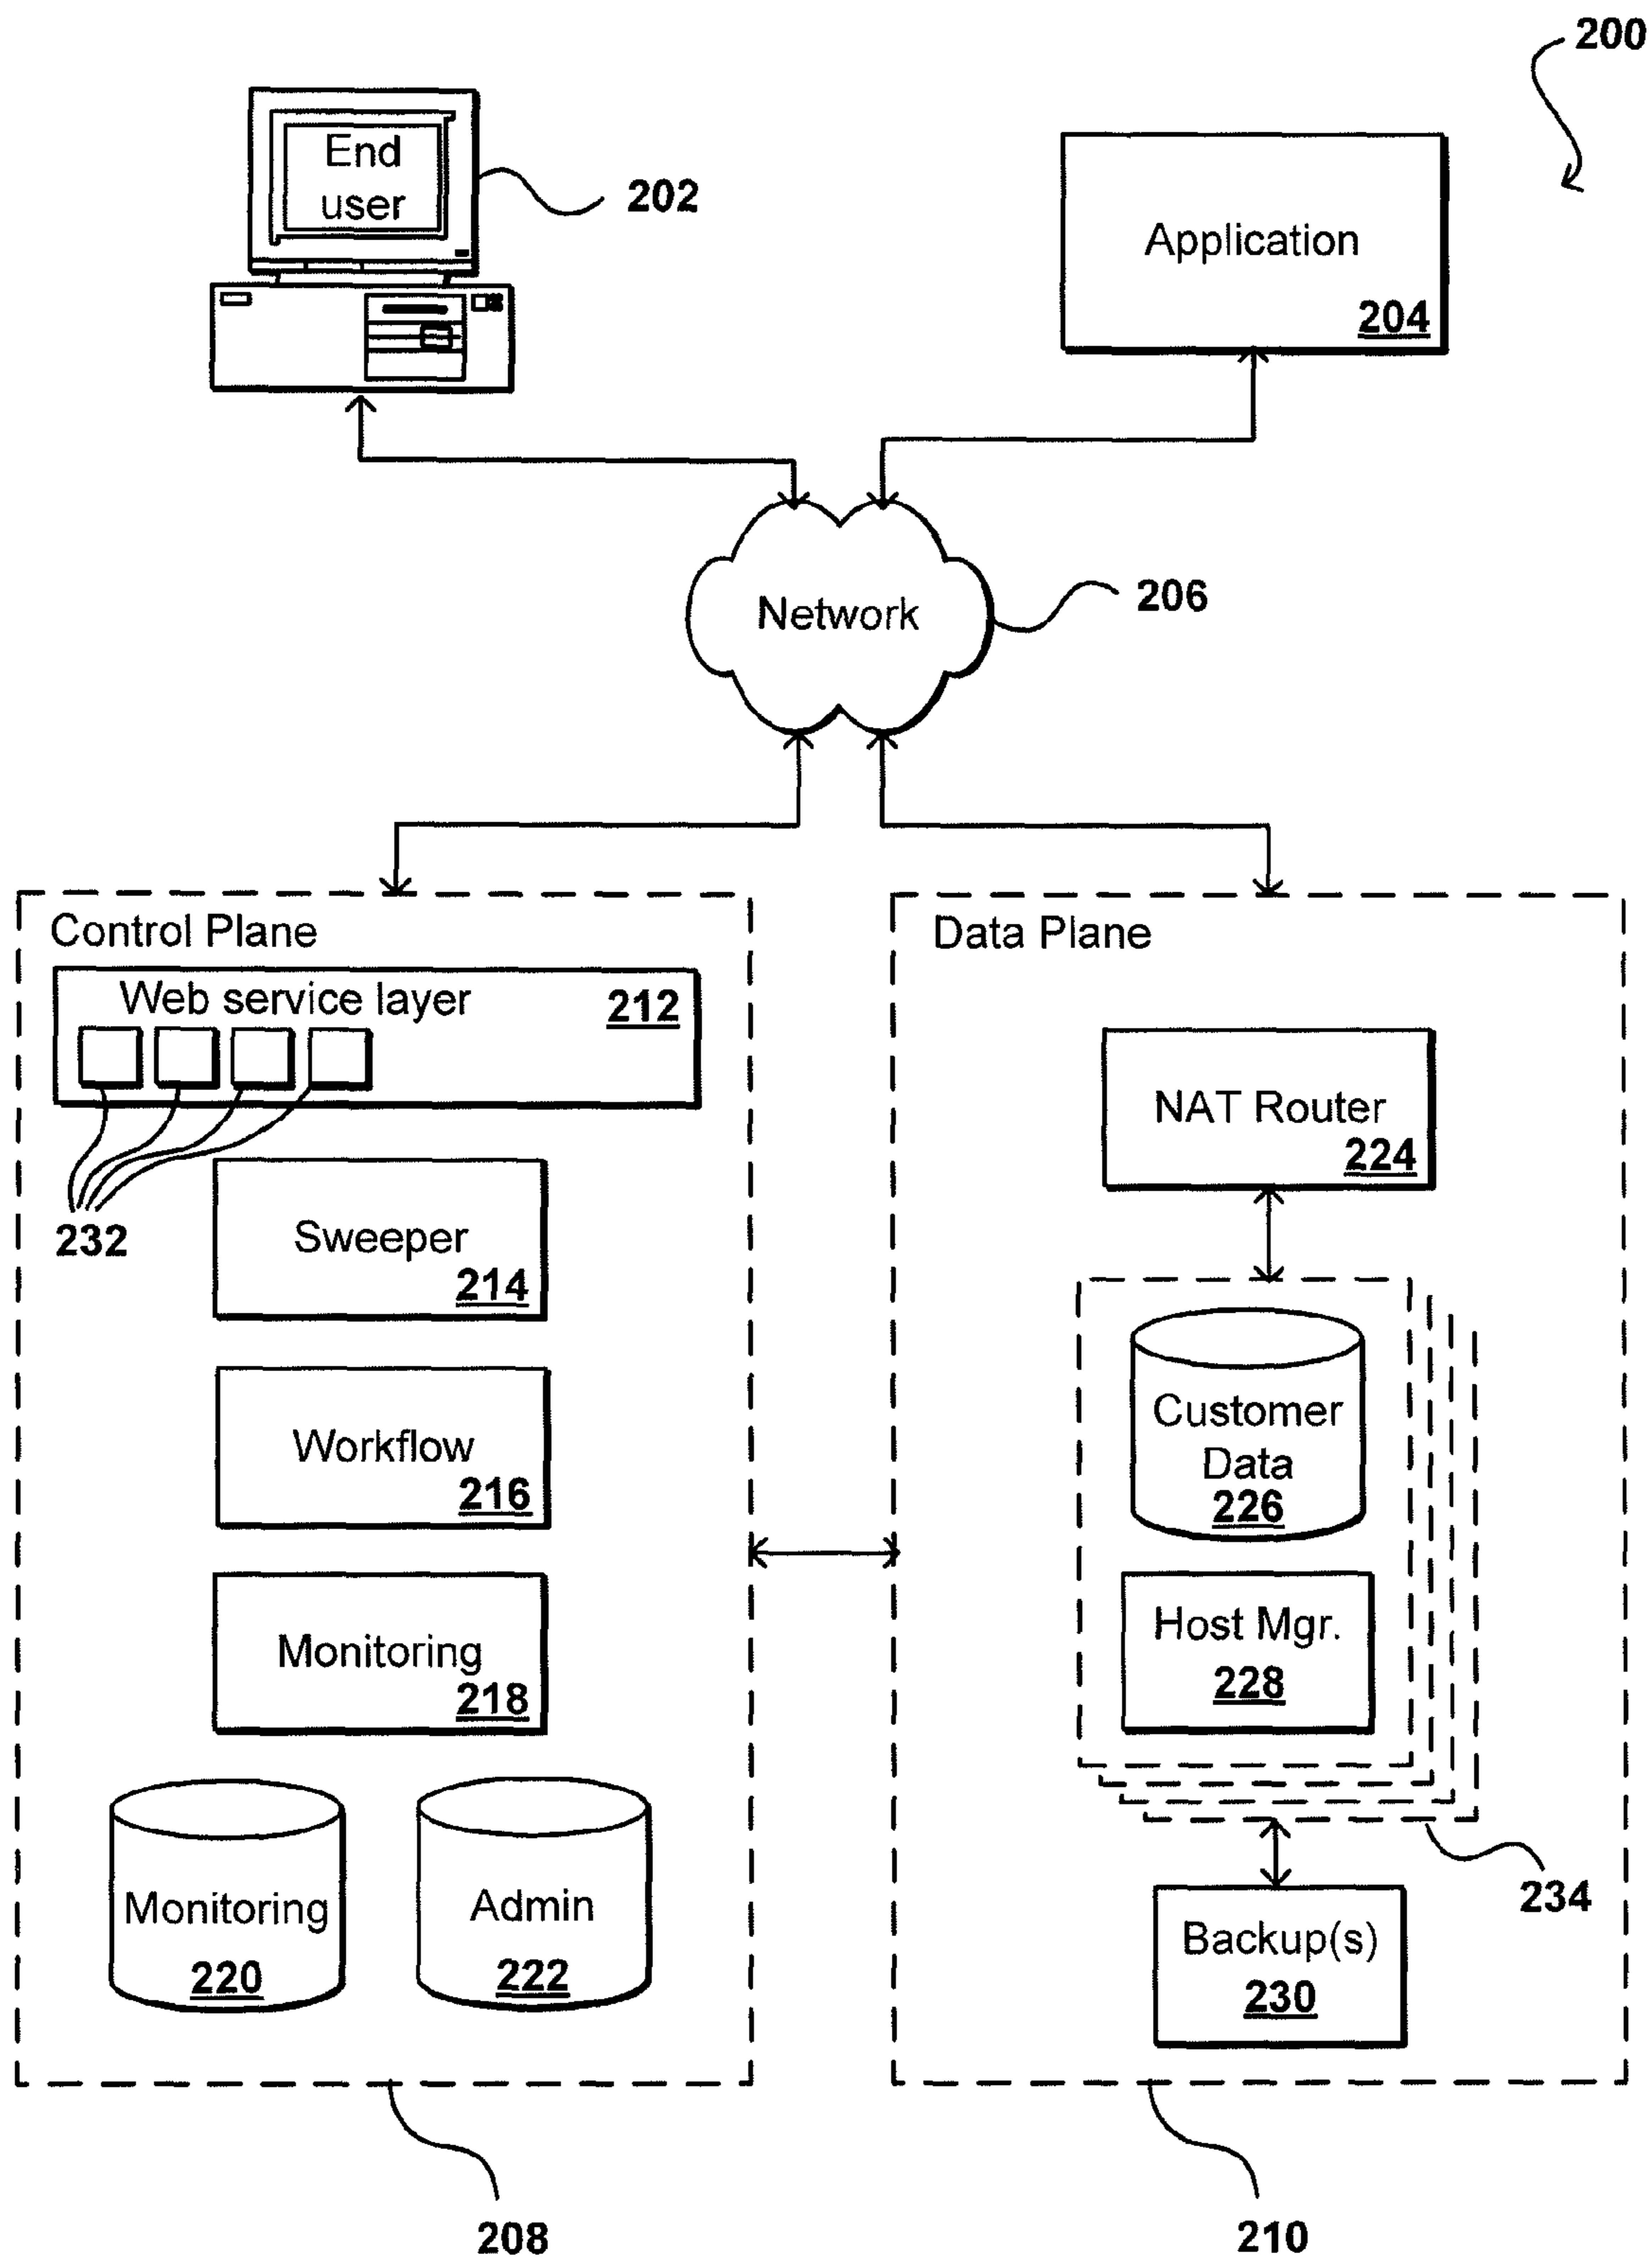 200
End
user
202
Application
204
Network
206
Control Plane
Web service layer
212
232
Sweeper
214
Workflow
216
Monitoring
218
Monitoring
220
Admin
222
208
Data Plane
NAT Router
224
Customer
Data
226
Host Mgr.
228
234
Backup(s)
230
210